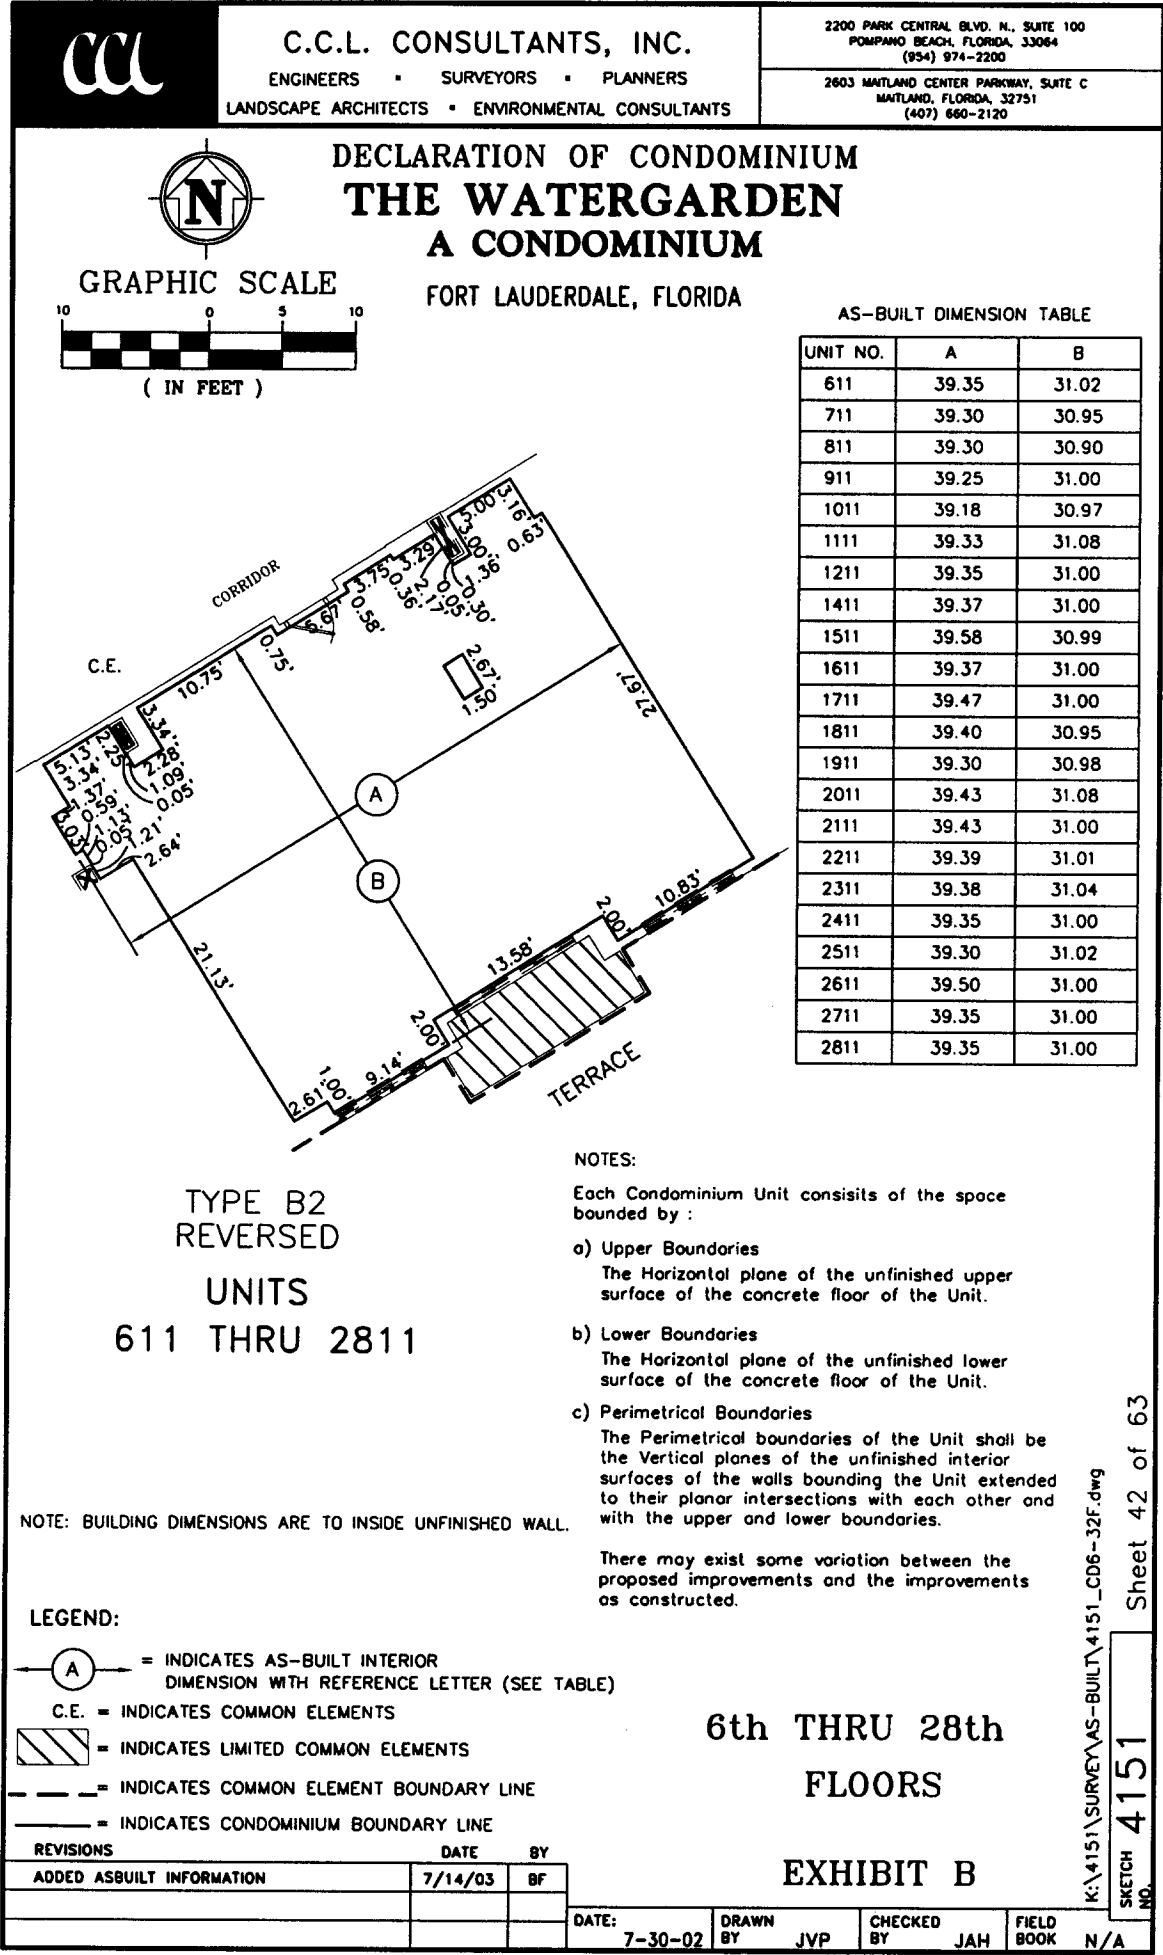 CCL
C.C.L. CONSULTANTS, INC.
ENGINEERS ▪ SURVEYORS ▪ PLANNERS
LANDSCAPE ARCHITECTS ▪ ENVIRONMENTAL CONSULTANTS
2200 PARK CENTRAL BLVD. N., SUITE 100
POMPANO BEACH, FLORIDA, 33064
(954) 974-2200
2603 MAITLAND CENTER PARKWAY, SUITE C
MAITLAND, FLORIDA, 32751
(407) 660-2120
DECLARATION OF CONDOMINIUM
THE WATERGARDEN
A CONDOMINIUM
FORT LAUDERDALE, FLORIDA
N
GRAPHIC SCALE
10 0 5 10
( IN FEET )
AS-BUILT DIMENSION TABLE
UNIT NO. A B
611 39.35 31.02
711 39.30 30.95
811 39.30 30.90
911 39.25 31.00
1011 39.18 30.97
1111 39.33 31.08
1211 39.35 31.00
1411 39.37 31.00
1511 39.58 30.99
1611 39.37 31.00
1711 39.47 31.00
1811 39.40 30.95
1911 39.30 30.98
2011 39.43 31.08
2111 39.43 31.00
2211 39.39 31.01
2311 39.38 31.04
2411 39.35 31.00
2511 39.30 31.02
2611 39.50 31.00
2711 39.35 31.00
2811 39.35 31.00
CORRIDOR
C.E.
5.00'
3.16'
3.00'
0.63'
3.29'
3.75'
1.36
0.30'
0.05'
2.17'
0.36'
0.58'
5.67'
0.75'
10.75'
2.67'
1.50'
27.67'
3.34'
5.13'
2.25'
2.28'
1.09'
0.05'
3.34'
1.37'
0.59'
1.13'
0.05'
3.03'
1.21'
2.64'
A
B
21.13'
10.83'
2.00'
13.58'
2.00'
9.14'
1.00'
2.61'
TERRACE
TYPE B2
REVERSED
UNITS
611 THRU 2811
NOTES:
Each Condominium Unit consisits of the space
bounded by :
a) Upper Boundaries
The Horizontal plane of the unfinished upper
surface of the concrete floor of the Unit.
b) Lower Boundaries
The Horizontal plane of the unfinished lower
surface of the concrete floor of the Unit.
c) Perimetrical Boundaries
The Perimetrical boundaries of the Unit shall be
the Vertical planes of the unfinished interior
surfaces of the walls bounding the Unit extended
to their planar intersections with each other and
with the upper and lower boundaries.
There may exist some variation between the
proposed improvements and the improvements
as constructed.
NOTE: BUILDING DIMENSIONS ARE TO INSIDE UNFINISHED WALL.
LEGEND:
A = INDICATES AS-BUILT INTERIOR
DIMENSION WITH REFERENCE LETTER (SEE TABLE)
C.E. = INDICATES COMMON ELEMENTS
= INDICATES LIMITED COMMON ELEMENTS
= INDICATES COMMON ELEMENT BOUNDARY LINE
= INDICATES CONDOMINIUM BOUNDARY LINE
6th THRU 28th
FLOORS
EXHIBIT B
K:\4151\SURVEY\AS-BUILT\4151_CD6-32F.dwg
Sheet 42 of 63
SKETCH NO. 4151
REVISIONS DATE BY
ADDED ASBUILT INFORMATION 7/14/03 BF
DATE: 7-30-02
DRAWN BY JVP
CHECKED BY JAH
FIELD BOOK N/A